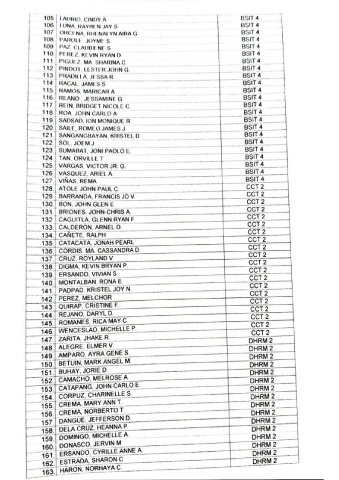 105 LAURIO, CINDY A. BSIT 4
106 LUNA, RAYBEN JAY S. BSIT 4
107 ORCENA, RHENALYN AIRA G. BSIT 4
108 PAROLE, JOYME S. BSIT 4
109 PAZ, CLAUBENE S. BSIT 4
110 PEREZ, KEVIN RYAN D. BSIT 4
111 PIGUEZ, MA. SHARINA C. BSIT 4
112 PINDOT, LESTER JOHN G. BSIT 4
113 PRADILLA, JESSA R. BSIT 4
114 RACAL, JAMES S. BSIT 4
115 RAMOS, MARICAR A. BSIT 4
116 REANO, JESSAMINE G. BSIT 4
117 REIN, BRIDGET NICOLE C. BSIT 4
118 ROA, JOHN CARLO A. BSIT 4
119 SADSAD, ION MONIQUE R. BSIT 4
120 SAILE, ROMEO JAMES J. BSIT 4
121 SANGANGBAYAN, KRISTEL D. BSIT 4
122 SOL, JOEM J. BSIT 4
123 SUMABAT, JONI PAOLO E. BSIT 4
124 TAN, ORVILLE T. BSIT 4
125 VARGAS, VICTOR JR. G. BSIT 4
126 VASQUEZ, ARIEL A. BSIT 4
127 VIÑAS, REMA BSIT 4
128 ATOLE JOHN PAUL C. CCT 2
129 BARRANDA, FRANCIS JO V. CCT 2
130 BON, JOHN GLEN E. CCT 2
131 BRIONES, JOHN-CHRIS A. CCT 2
132 CAGUITLA, GLENN RYAN F. CCT 2
133 CALDERON, ARNEL O. CCT 2
134 CAÑETE, RALPH CCT 2
135 CATACATA, JONAH PEARL CCT 2
136 CORDIS, MA. CASSANDRA D. CCT 2
137 CRUZ, ROYLAND V. CCT 2
138 DIGMA, KEVIN BRYAN P. CCT 2
139 ERSANDO, VIVIAN S. CCT 2
140 MONTALBAN, RONA E. CCT 2
141 PADPAD, KRISTEL JOY N. CCT 2
142 PEREZ, MELCHOR CCT 2
143 QUIRAP, CRISTINE F. CCT 2
144 REJANO, DARYL D. CCT 2
145 ROMANES, RICA MAY C. CCT 2
146 WENCESLAO, MICHELLE P. CCT 2
147 ZARITA, JHAKE R. CCT 2
148 ALEGRE, ELMER V. DHRM 2
149 AMPARO, AYRA GENE S. DHRM 2
150 BETUIN, MARK ANGEL M. DHRM 2
151 BUHAY, JORIE D. DHRM 2
152 CAMACHO, MELROSE A. DHRM 2
153 CATAPANG, JOHN CARLO E. DHRM 2
154 CORPUZ, CHARINELLE S. DHRM 2
155 CREMA, MARY ANN T. DHRM 2
156 CREMA, NORBERTO T. DHRM 2
157 DANGUE, JEFFERSON D. DHRM 2
158 DELA CRUZ, HEANNA P. DHRM 2
159 DOMINGO, MICHELLE A. DHRM 2
160 DONASCO, JERVIN M. DHRM 2
161 ERSANDO, CYRILLE ANNE A. DHRM 2
162 ESTRADA, SHARON C. DHRM 2
163 HARON, NORHAYA C. DHRM 2